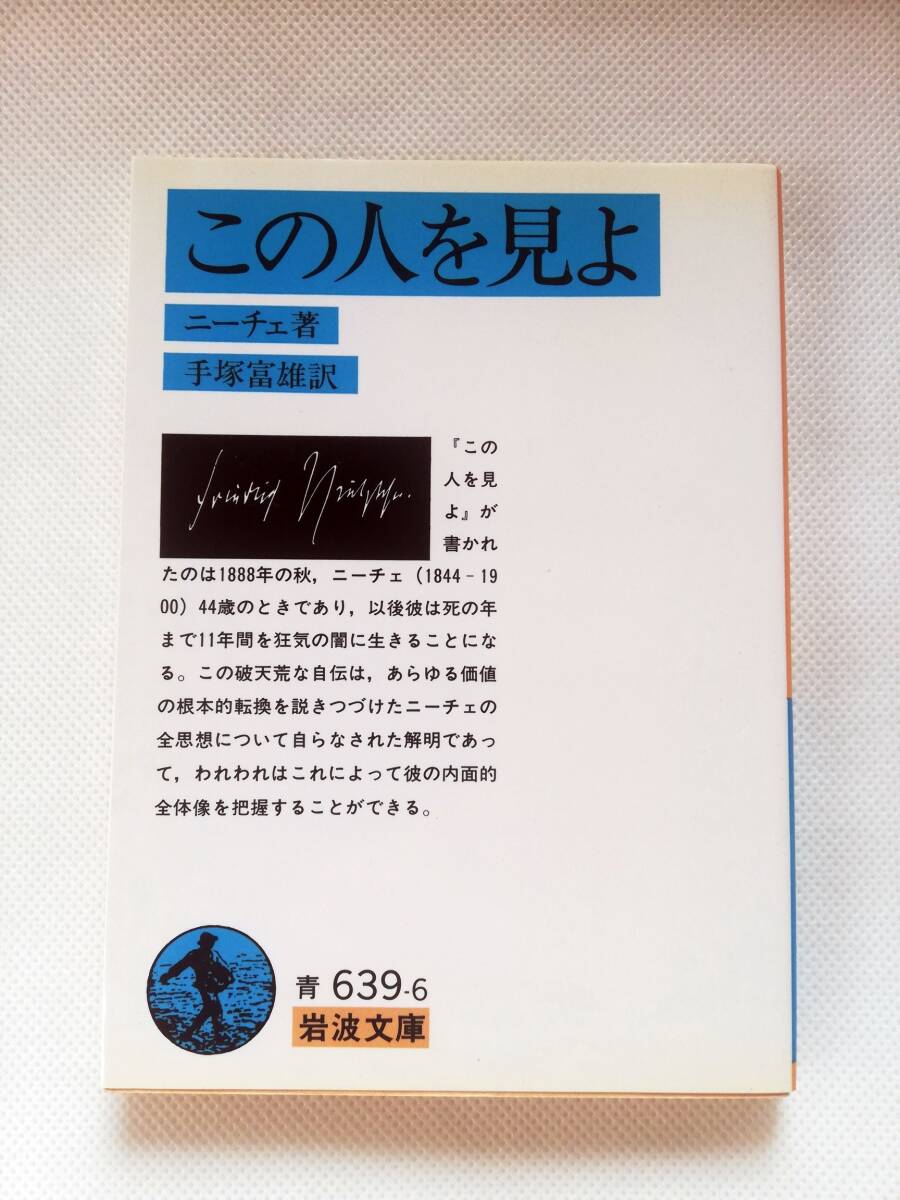 この人を見よ
ニーチェ著
手塚富雄訳
『この
人を見
よ』が
書かれ
たのは1888年の秋，ニーチェ（1844‐19
00）44歳のときであり，以後彼は死の年
まで11年間を狂気の闇に生きることにな
る。この破天荒な自伝は，あらゆる価値
の根本的転換を説きつづけたニーチェの
全思想について自らなされた解明であっ
て，われわれはこれによって彼の内面的
全体像を把握することができる。
青 639-6
岩波文庫